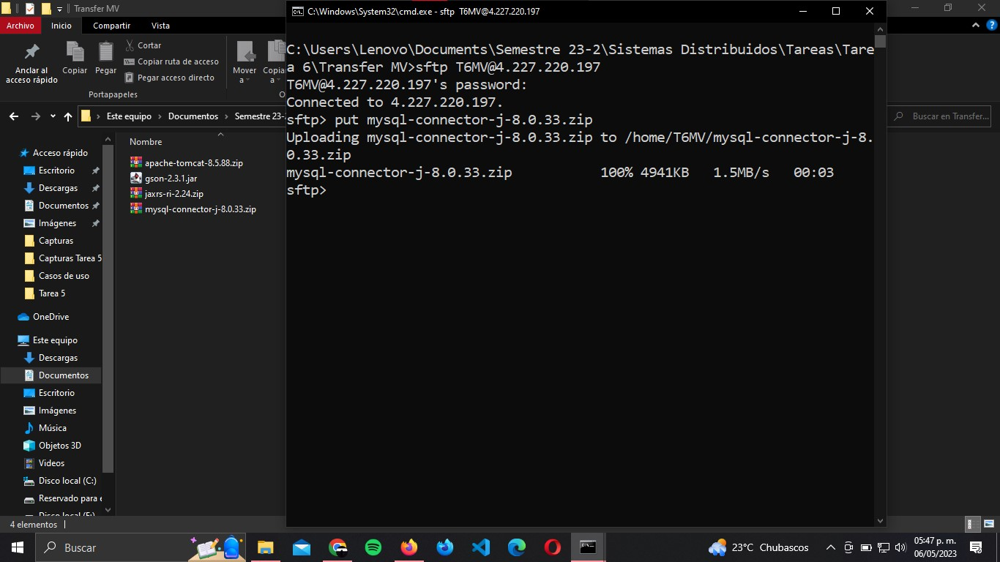 Transfer MV
Archivo
Inicio
Compartir
Vista
Anclar al
acceso rápido
Copiar
Pegar
Cortar
Copiar ruta de acceso
Pegar acceso directo
Portapapeles
Mover
a
Copiar
a
O
Este equipo
Documentos
Semestre 23-2
Buscar en Transfer...
Acceso rápido
Escritorio
Descargas
Documentos
Imágenes
Capturas
Capturas Tarea 5
Casos de uso
Tarea 5
OneDrive
Este equipo
Descargas
Documentos
Escritorio
Imágenes
Música
Objetos 3D
Videos
Disco local (C:)
Reservado para e
Disco local (E:)
Nombre
apache-tomcat-8.5.88.zip
gson-2.3.1.jar
jaxrs-ri-2.24.zip
mysql-connector-j-8.0.33.zip
4 elementos
C:\Windows\System32\cmd.exe - sftp T6MV@4.227.220.197
C:\Users\Lenovo\Documents\Semestre 23-2\Sistemas Distribuidos\Tareas\Tare
a 6\Transfer MV>sftp T6MV@4.227.220.197
T6MV@4.227.220.197's password:
Connected to 4.227.220.197.
sftp> put mysql-connector-j-8.0.33.zip
Uploading mysql-connector-j-8.0.33.zip to /home/T6MV/mysql-connector-j-8.
0.33.zip
mysql-connector-j-8.0.33.zip 100% 4941KB 1.5MB/s 00:03
sftp>
Buscar
23°C Chubascos
05:47 p. m.
06/05/2023